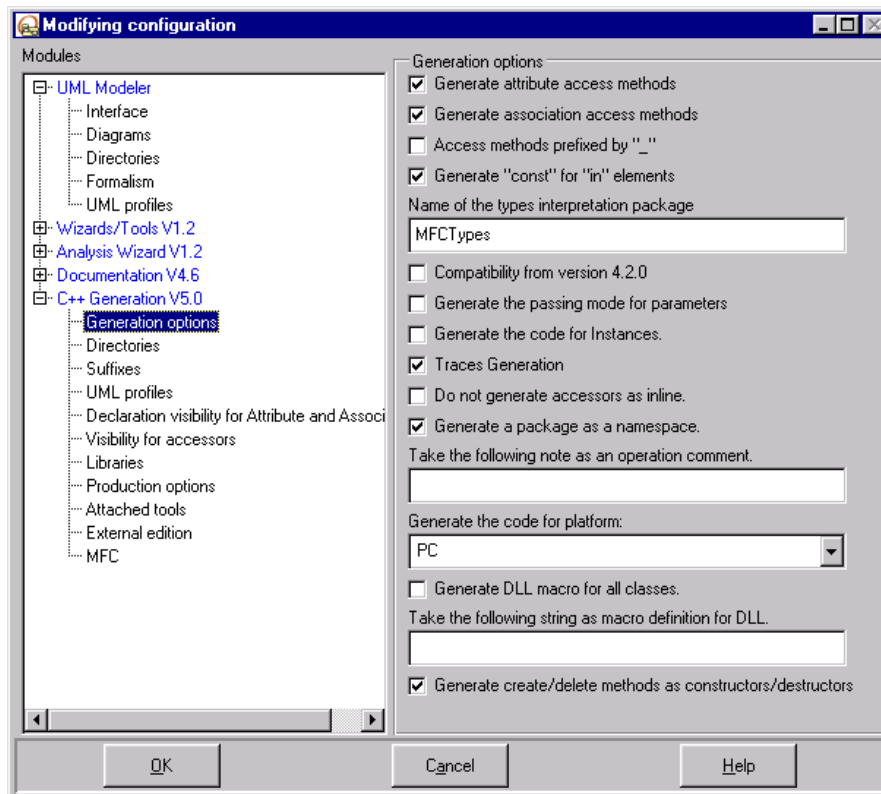 Modifying configuration
Modules
UML Modeler
Interface
Diagrams
Directories
Formalism
UML profiles
Wizards/Tools V1.2
Analysis Wizard V1.2
Documentation V4.6
C++ Generation V5.0
Generation options
Directories
Suffixes
UML profiles
Declaration visibility for Attribute and Associ
Visibility for accessors
Libraries
Production options
Attached tools
External edition
MFC
Generation options
Generate attribute access methods
Generate association access methods
Access methods prefixed by "_"
Generate "const" for "in" elements
Name of the types interpretation package
MFCTypes
Compatibility from version 4.2.0
Generate the passing mode for parameters
Generate the code for Instances.
Traces Generation
Do not generate accessors as inline.
Generate a package as a namespace.
Take the following note as an operation comment.
Generate the code for platform:
PC
Generate DLL macro for all classes.
Take the following string as macro definition for DLL.
Generate create/delete methods as constructors/destructors
OK
Cancel
Help